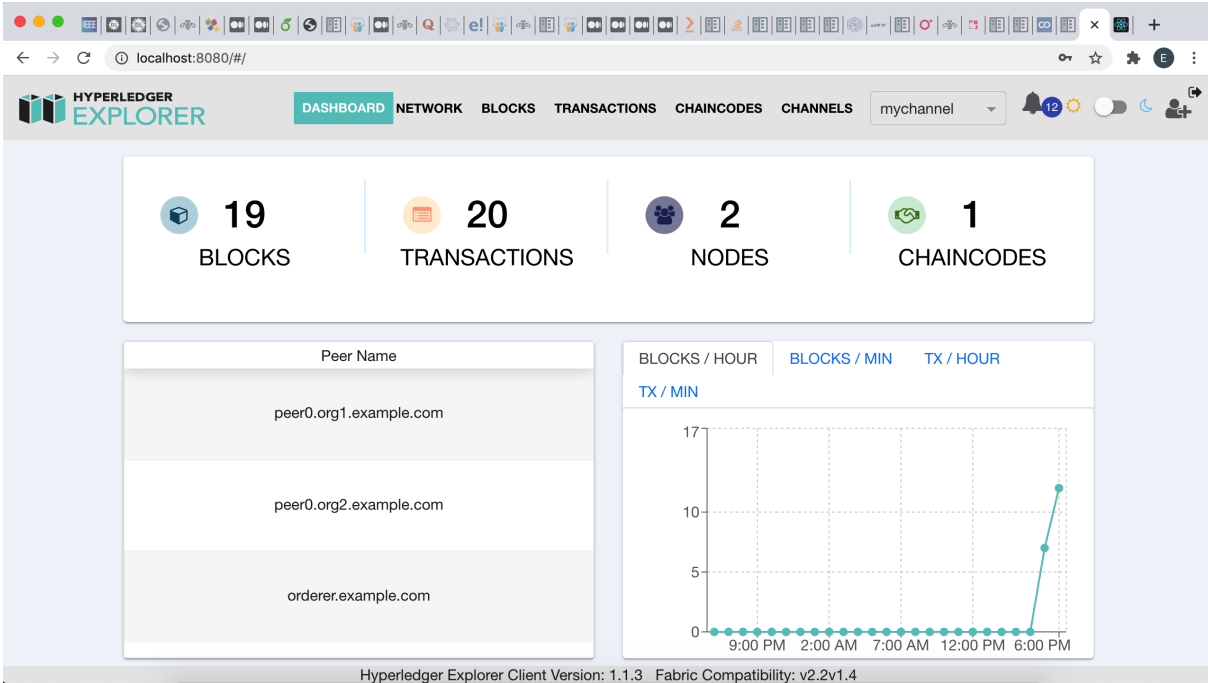 IEEE
Q
e!
localhost:8080/#/
E
HYPERLEDGER
EXPLORER
DASHBOARD NETWORK BLOCKS TRANSACTIONS CHAINCODES CHANNELS mychannel 12
19 20 2 1
BLOCKS TRANSACTIONS NODES CHAINCODES
Peer Name
peer0.org1.example.com
peer0.org2.example.com
orderer.example.com
BLOCKS / HOUR BLOCKS / MIN TX / HOUR
TX / MIN
17
10
5
0
9:00 PM 2:00 AM 7:00 AM 12:00 PM 6:00 PM
Hyperledger Explorer Client Version: 1.1.3 Fabric Compatibility: v2.2v1.4